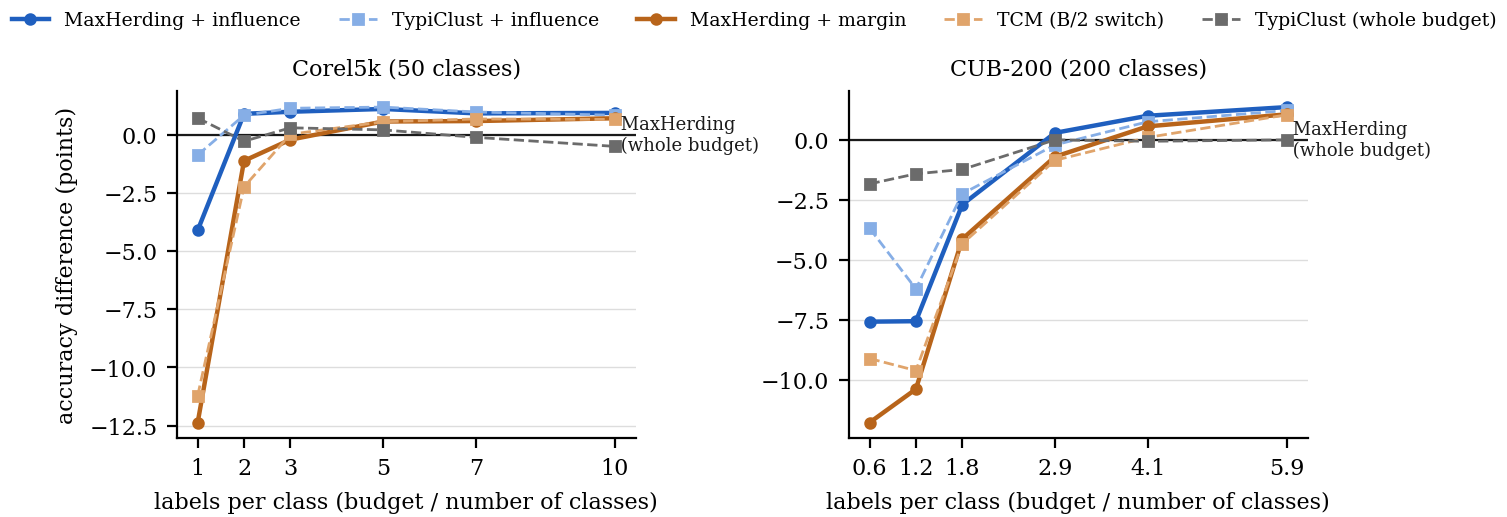 MaxHerding + influence
TypiClust + influence
MaxHerding + margin
TCM (B/2 switch)
TypiClust (whole budget)
Corel5k (50 classes)
accuracy difference (points)
0.0
−2.5
−5.0
−7.5
−10.0
−12.5
MaxHerding
(whole budget)
1 2 3 5 7 10
labels per class (budget / number of classes)
CUB-200 (200 classes)
0.0
−2.5
−5.0
−7.5
−10.0
MaxHerding
(whole budget)
0.6 1.2 1.8 2.9 4.1 5.9
labels per class (budget / number of classes)